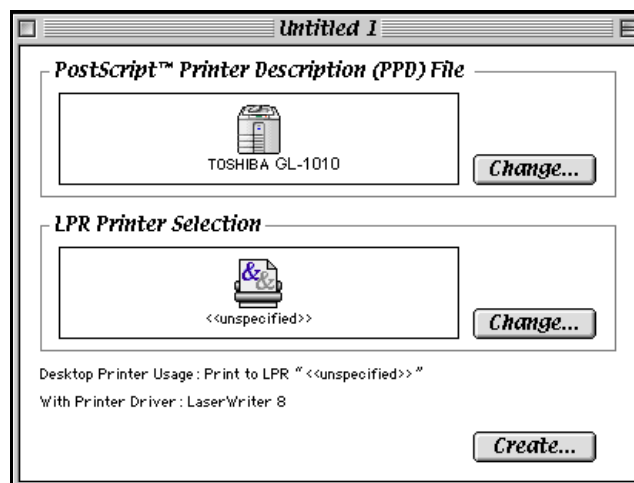 Untitled 1
PostScript™ Printer Description (PPD) File
TOSHIBA GL-1010
Change...
LPR Printer Selection
&&
<<unspecified>>
Change...
Desktop Printer Usage : Print to LPR “<<unspecified>>”
With Printer Driver : LaserWriter 8
Create...